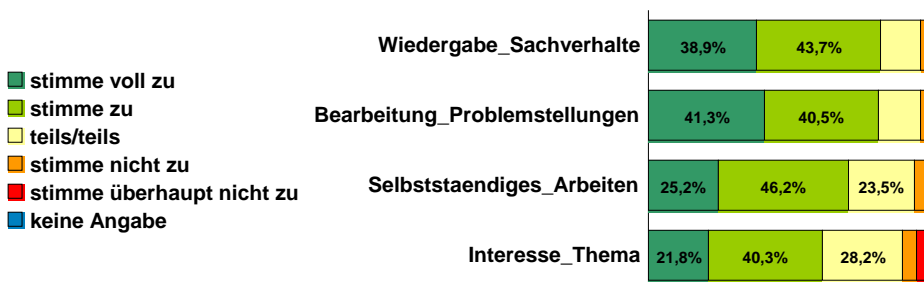 stimme voll zu
stimme zu
teils/teils
stimme nicht zu
stimme überhaupt nicht zu
keine Angabe
Wiedergabe_Sachverhalte 38,9% 43,7%
Bearbeitung_Problemstellungen 41,3% 40,5%
Selbststaendiges_Arbeiten 25,2% 46,2% 23,5%
Interesse_Thema 21,8% 40,3% 28,2%